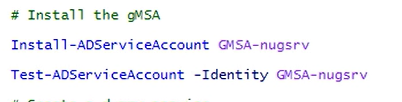 # Install the gMSA
Install-ADServiceAccount GMSA-nugsrv
Test-ADServiceAccount -Identity GMSA-nugsrv